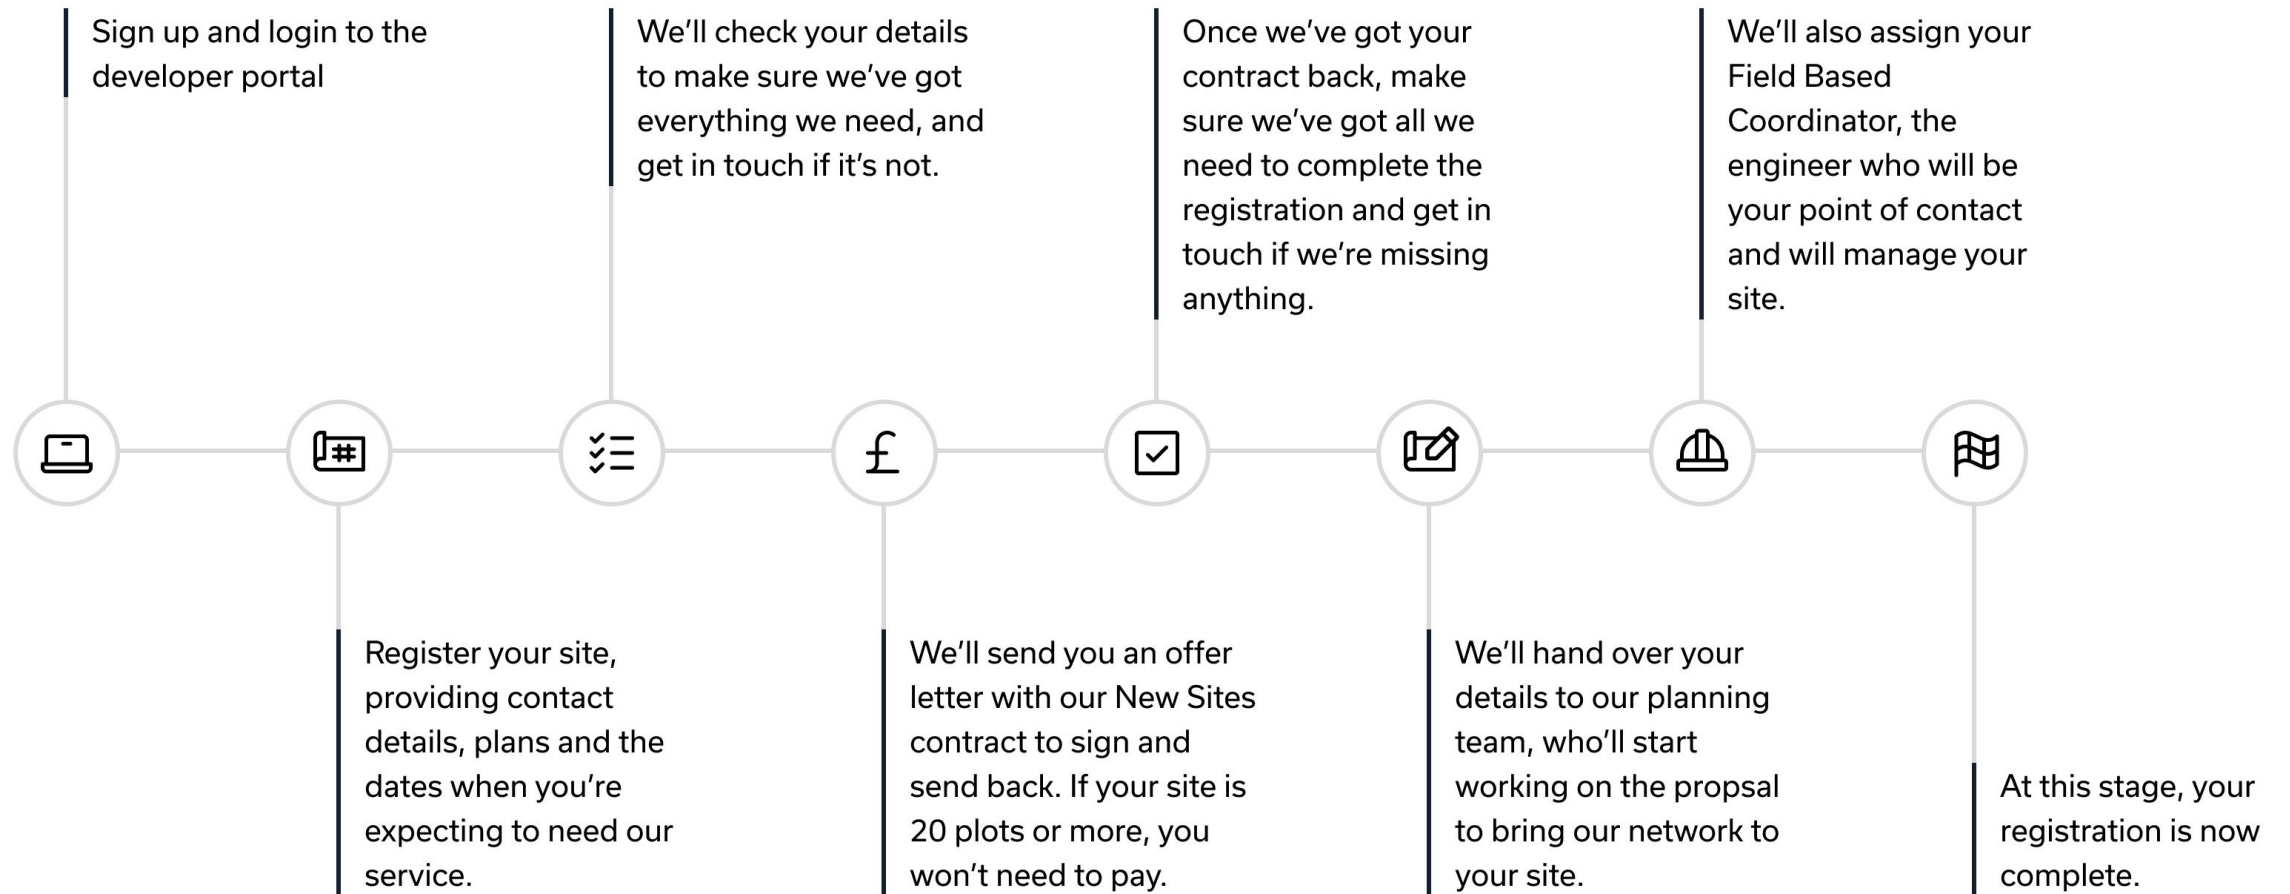 Sign up and login to the
developer portal
Register your site,
providing contact
details, plans and the
dates when you’re
expecting to need our
service.
We’ll check your details
to make sure we’ve got
everything we need, and
get in touch if it’s not.
We’ll send you an offer
letter with our New Sites
contract to sign and
send back. If your site is
20 plots or more, you
won’t need to pay.
Once we’ve got your
contract back, make
sure we’ve got all we
need to complete the
registration and get in
touch if we’re missing
anything.
We’ll hand over your
details to our planning
team, who’ll start
working on the propsal
to bring our network to
your site.
We’ll also assign your
Field Based
Coordinator, the
engineer who will be
your point of contact
and will manage your
site.
At this stage, your
registration is now
complete.